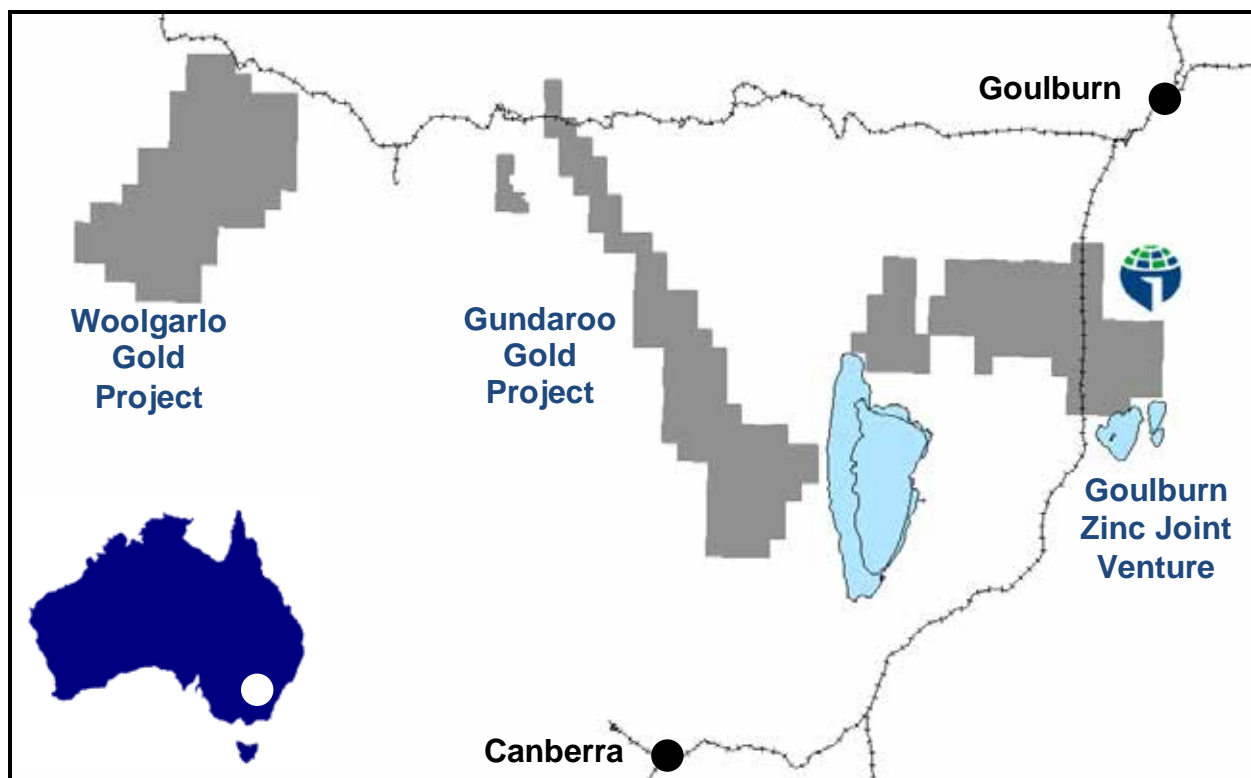 Goulburn
Woolgarlo
Gold
Project
Gundaroo
Gold
Project
Goulburn
Zinc Joint
Venture
Canberra